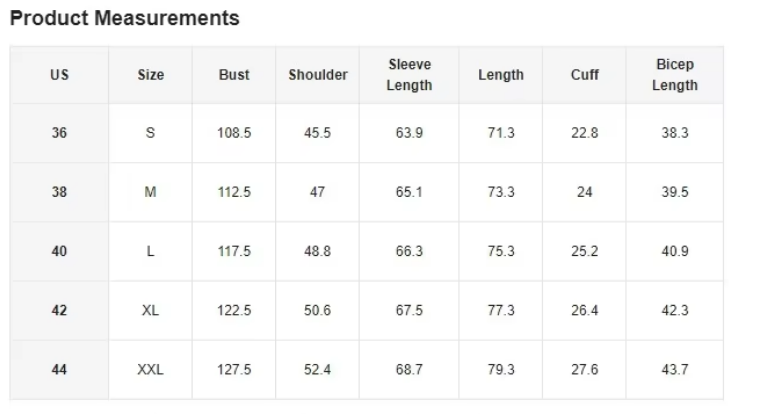 Product Measurements
US Size Bust Shoulder Sleeve Length Length Cuff Bicep Length
36 S 108.5 45.5 63.9 71.3 22.8 38.3
38 M 112.5 47 65.1 73.3 24 39.5
40 L 117.5 48.8 66.3 75.3 25.2 40.9
42 XL 122.5 50.6 67.5 77.3 26.4 42.3
44 XXL 127.5 52.4 68.7 79.3 27.6 43.7